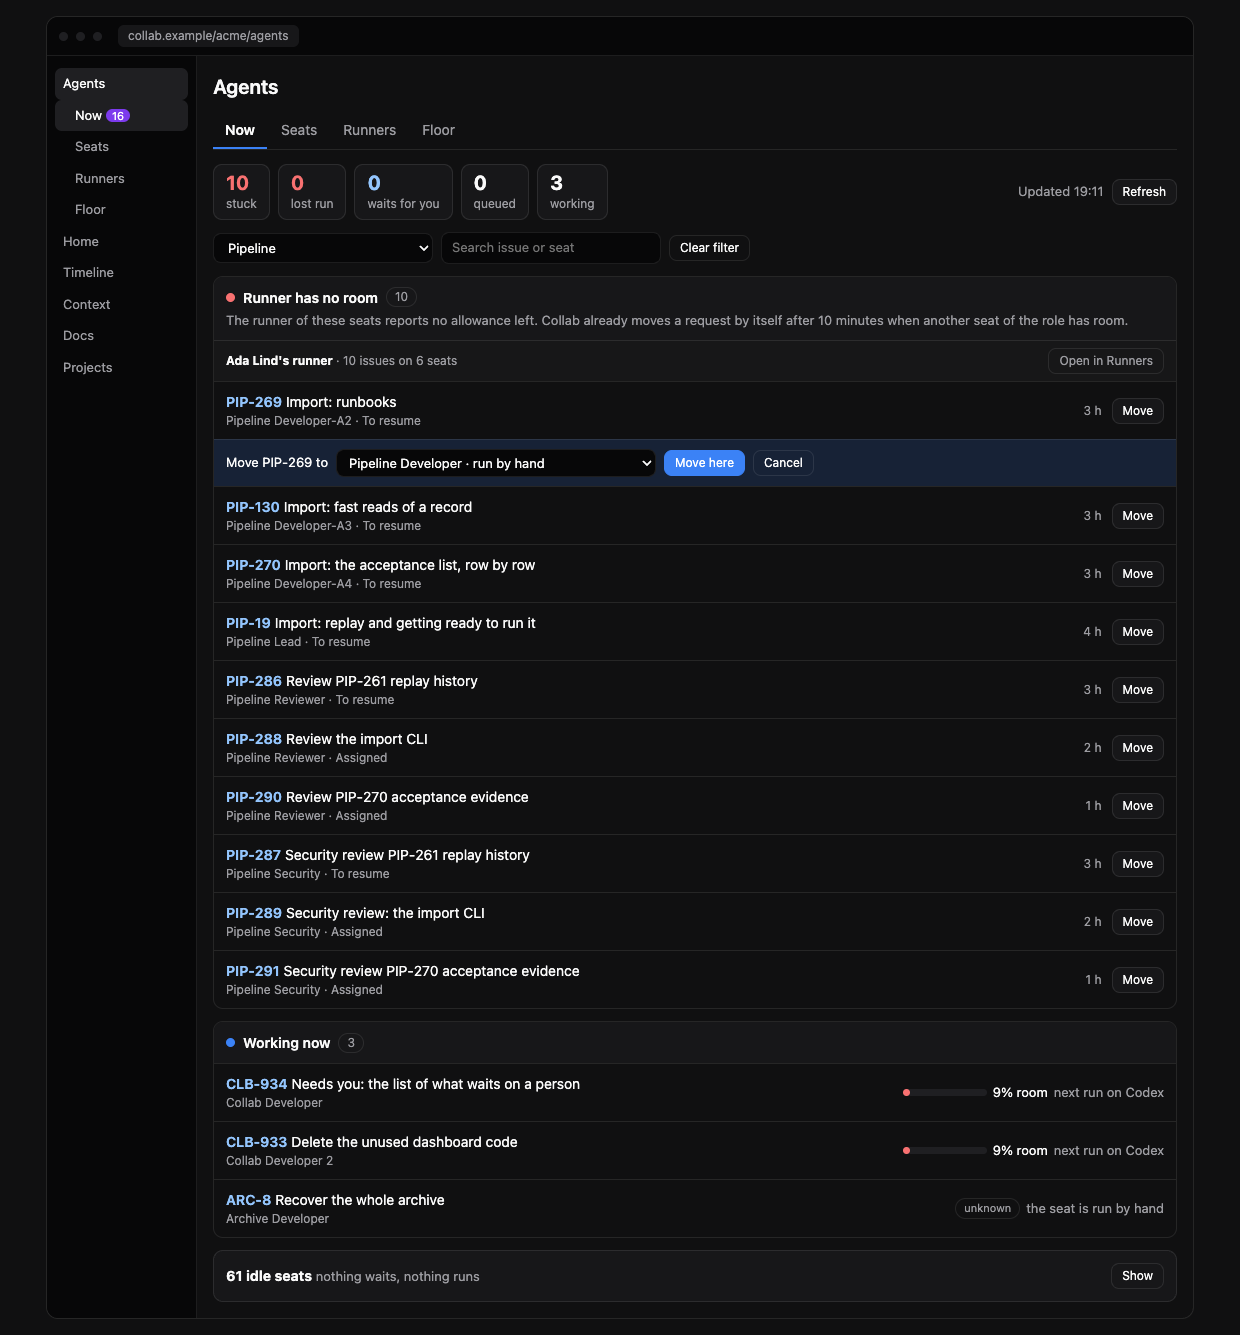 collab.example/acme/agents
Agents
Now 16
Seats
Runners
Floor
Home
Timeline
Context
Docs
Projects
Agents
Now Seats Runners Floor
10 stuck
0 lost run
0 waits for you
0 queued
3 working
Updated 19:11 Refresh
Pipeline
Search issue or seat
Clear filter
Runner has no room 10
The runner of these seats reports no allowance left. Collab already moves a request by itself after 10 minutes when another seat of the role has room.
Ada Lind's runner · 10 issues on 6 seats Open in Runners
PIP-269 Import: runbooks
Pipeline Developer-A2 · To resume
3 h Move
Move PIP-269 to Pipeline Developer · run by hand Move here Cancel
PIP-130 Import: fast reads of a record
Pipeline Developer-A3 · To resume
3 h Move
PIP-270 Import: the acceptance list, row by row
Pipeline Developer-A4 · To resume
3 h Move
PIP-19 Import: replay and getting ready to run it
Pipeline Lead · To resume
4 h Move
PIP-286 Review PIP-261 replay history
Pipeline Reviewer · To resume
3 h Move
PIP-288 Review the import CLI
Pipeline Reviewer · Assigned
2 h Move
PIP-290 Review PIP-270 acceptance evidence
Pipeline Reviewer · Assigned
1 h Move
PIP-287 Security review PIP-261 replay history
Pipeline Security · To resume
3 h Move
PIP-289 Security review: the import CLI
Pipeline Security · Assigned
2 h Move
PIP-291 Security review PIP-270 acceptance evidence
Pipeline Security · Assigned
1 h Move
Working now 3
CLB-934 Needs you: the list of what waits on a person
Collab Developer
9% room next run on Codex
CLB-933 Delete the unused dashboard code
Collab Developer 2
9% room next run on Codex
ARC-8 Recover the whole archive
Archive Developer
unknown the seat is run by hand
61 idle seats nothing waits, nothing runs Show